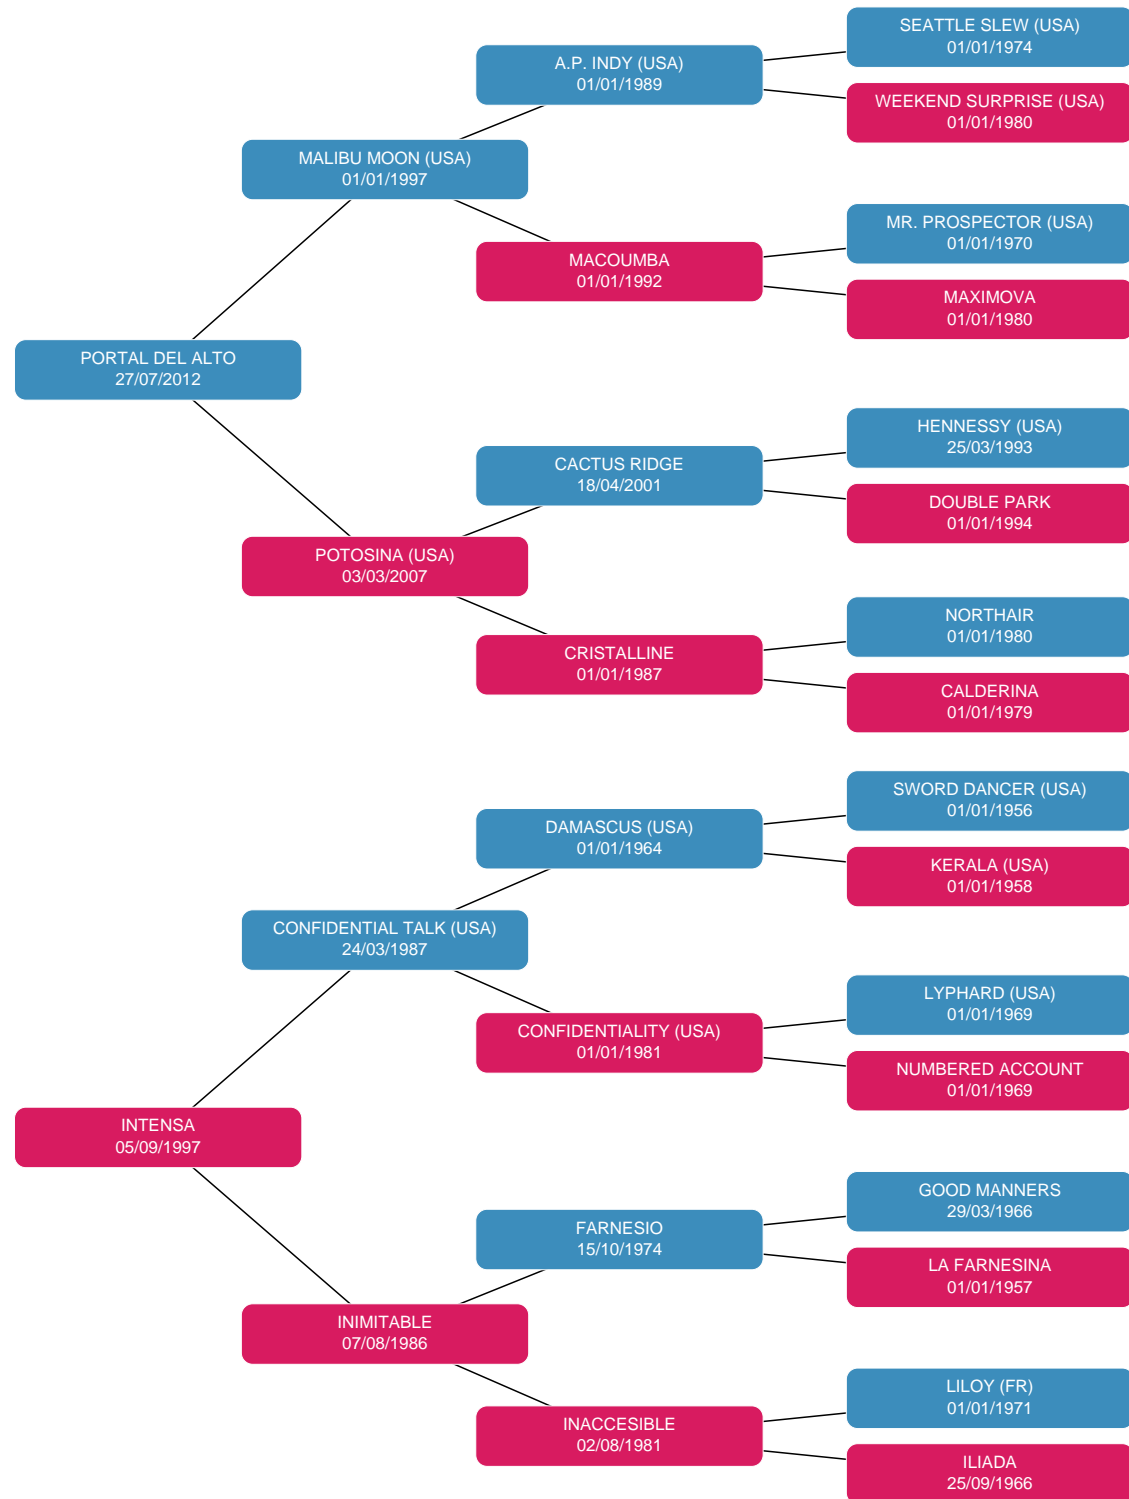 SEATTLE SLEW (USA)
01/01/1974
A.P. INDY (USA)
01/01/1989
WEEKEND SURPRISE (USA)
01/01/1980
MALIBU MOON (USA)
01/01/1997
MR. PROSPECTOR (USA)
01/01/1970
MACOUMBA
01/01/1992
MAXIMOVA
01/01/1980
PORTAL DEL ALTO
27/07/2012
HENNESSY (USA)
25/03/1993
CACTUS RIDGE
18/04/2001
DOUBLE PARK
01/01/1994
POTOSINA (USA)
03/03/2007
NORTHAIR
01/01/1980
CRISTALLINE
01/01/1987
CALDERINA
01/01/1979
SWORD DANCER (USA)
01/01/1956
DAMASCUS (USA)
01/01/1964
KERALA (USA)
01/01/1958
CONFIDENTIAL TALK (USA)
24/03/1987
LYPHARD (USA)
01/01/1969
CONFIDENTIALITY (USA)
01/01/1981
NUMBERED ACCOUNT
01/01/1969
INTENSA
05/09/1997
GOOD MANNERS
29/03/1966
FARNESIO
15/10/1974
LA FARNESINA
01/01/1957
INIMITABLE
07/08/1986
LILOY (FR)
01/01/1971
INACCESIBLE
02/08/1981
ILIADA
25/09/1966